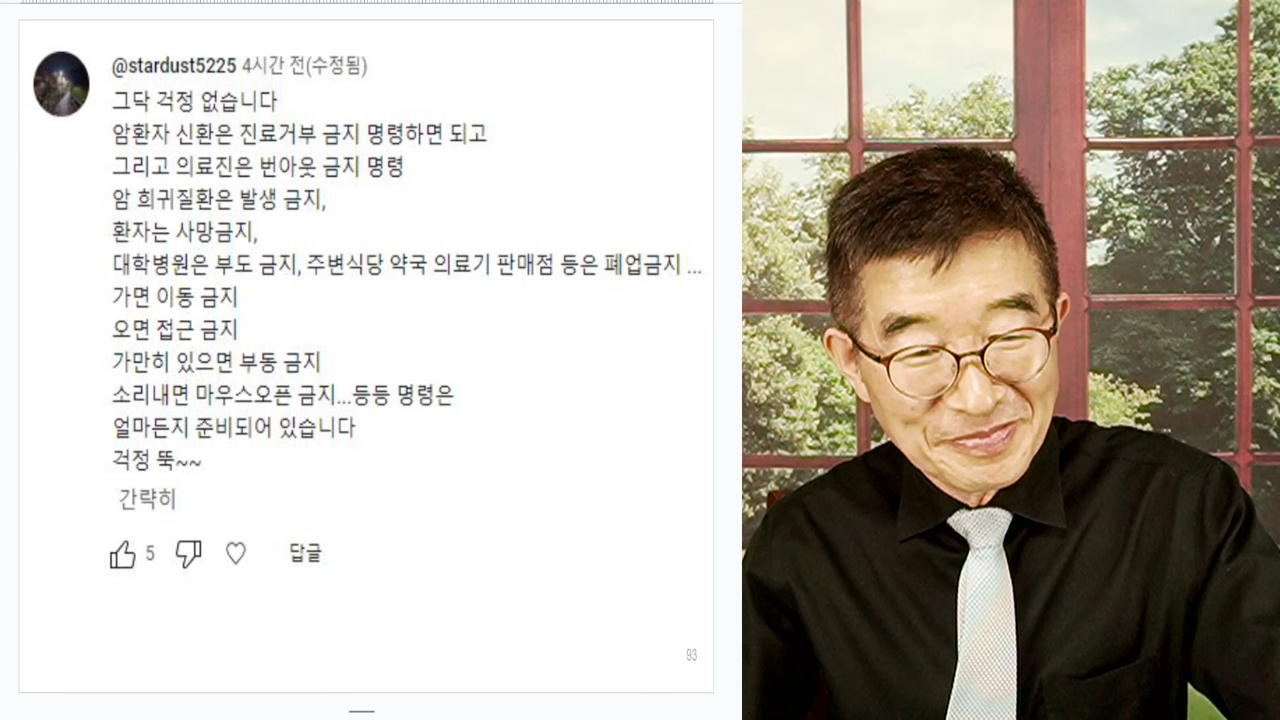 @stardust5225 4시간 전(수정됨)
그닥 걱정 없습니다
암환자 신환은 진료거부 금지 명령하면 되고
그리고 의료진은 번아웃 금지 명령
암 희귀질환은 발생 금지,
환자는 사망금지,
대학병원은 부도 금지, 주변식당 약국 의료기 판매점 등은 폐업금지 ...
가면 이동 금지
오면 접근 금지
가만히 있으면 부동 금지
소리내면 마우스오픈 금지...등등 명령은
얼마든지 준비되어 있습니다
걱정 뚝~~
간략히
5 답글
93